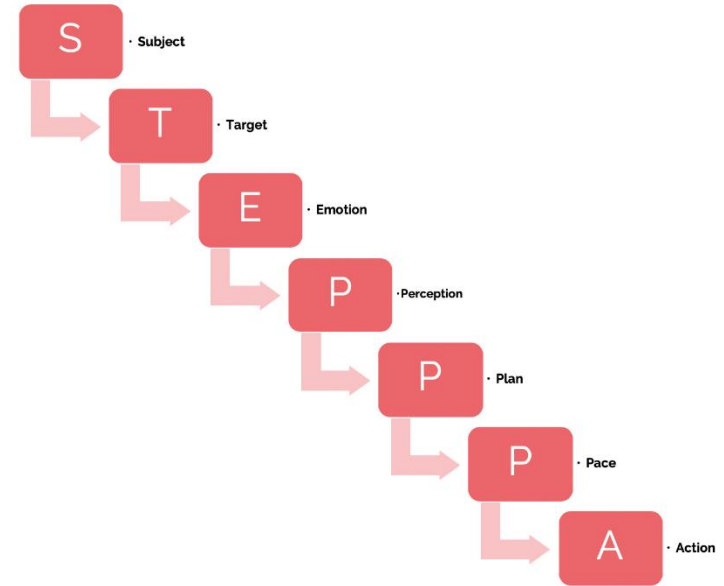 S
· Subject
T
· Target
E
· Emotion
P
·Perception
P
· Plan
P
· Pace
A
· Action